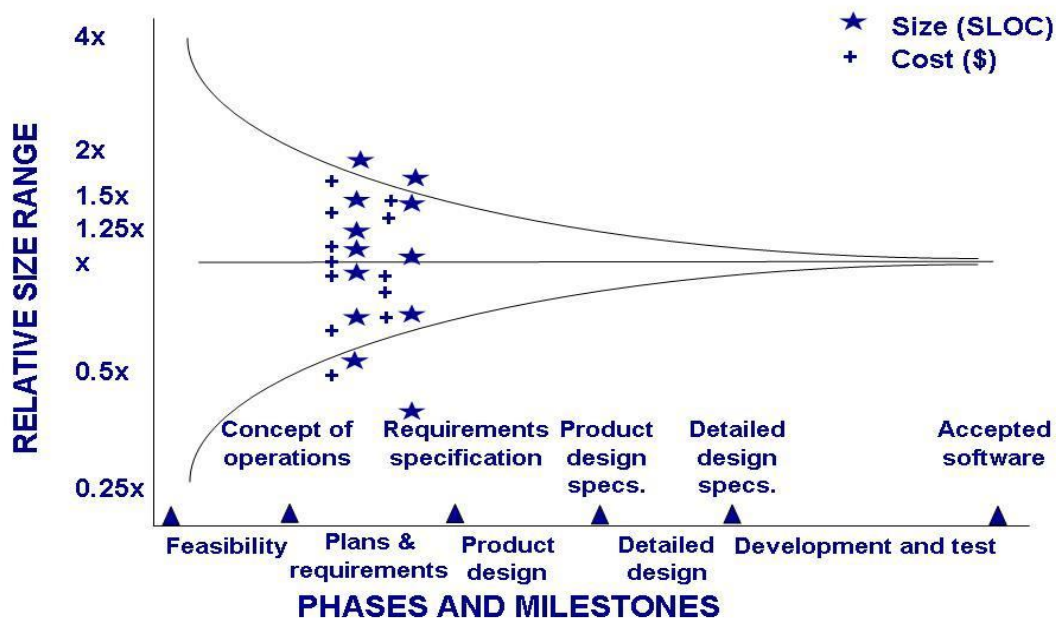 4x
Size (SLOC)
Cost ($)
2x
1.5x
1.25x
x
0.5x
0.25x
RELATIVE SIZE RANGE
Concept of
operations
Requirements
specification
Product
design
specs.
Detailed
design
specs.
Accepted
software
Feasibility
Plans &
requirements
Product
design
Detailed
design
Development and test
PHASES AND MILESTONES